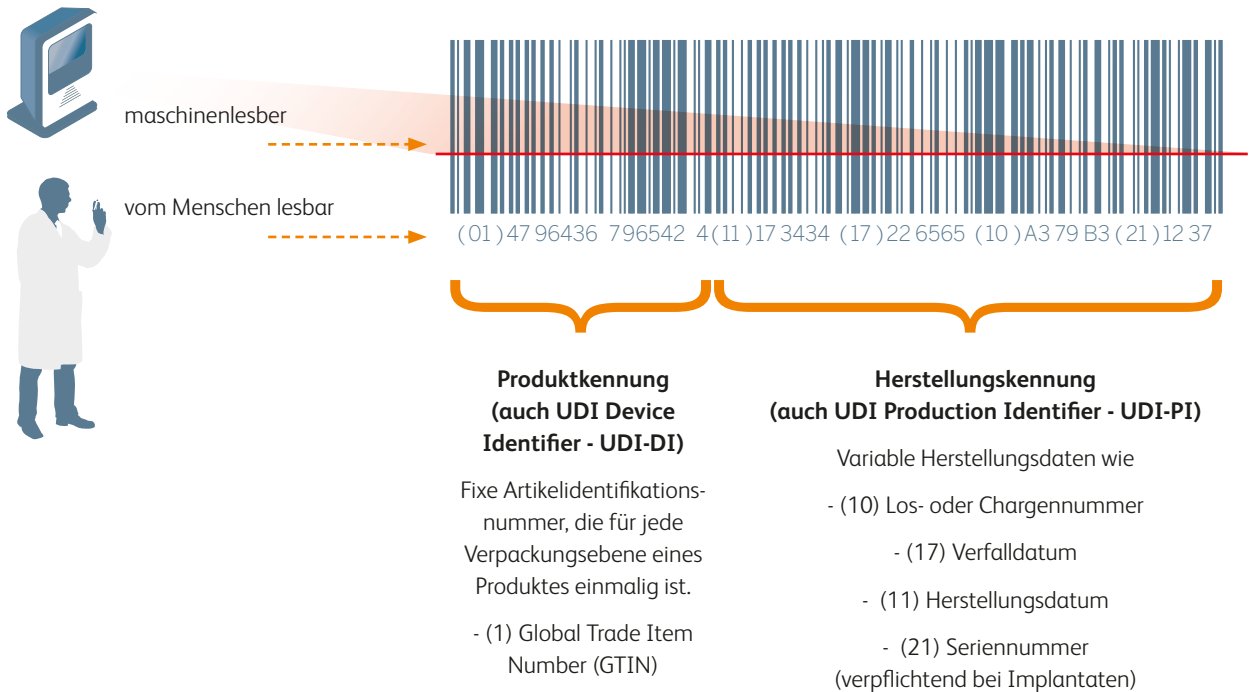 maschinenlesber
vom Menschen lesbar
(01)47 96436 796542 4(11)17 3434 (17)22 6565 (10)A3 79 B3 (21)12 37
Produktkennung
(auch UDI Device
Identifier - UDI-DI)
Fixe Artikelidentifikations-
nummer, die für jede
Verpackungsebene eines
Produktes einmalig ist.
- (1) Global Trade Item
Number (GTIN)
Herstellungskennung
(auch UDI Production Identifier - UDI-PI)
Variable Herstellungsdaten wie
- (10) Los- oder Chargennummer
- (17) Verfalldatum
- (11) Herstellungsdatum
- (21) Seriennummer
(verpflichtend bei Implantaten)